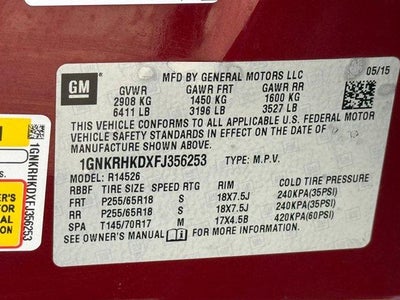 GM
MFD BY GENERAL MOTORS LLC 05/15
GVWR GAWR FRT GAWR RR
2908 KG 1450 KG 1600 KG
6411 LB 3196 LB 3527 LB
THIS VEHICLE CONFORMS TO ALL APPLICABLE U.S. FEDERAL MOTOR
VEHICLE SAFETY STANDARDS IN EFFECT ON THE DATE OF
MANUFACTURE SHOWN ABOVE.
1GNKRHKDXFJ356253 TYPE: M.P.V.
MODEL: R14526
RBBF TIRE SIZE SPEED RTG RIM COLD TIRE PRESSURE
FRT P255/65R18 S 18X7.5J 240KPA(35PSI)
RR P255/65R18 S 18X7.5J 240KPA(35PSI)
SPA T145/70R17 M 17X4.5B 420KPA(60PSI)
SEE OWNER'S MANUAL FOR MORE INFORMATION.
1GNKRHKDXFJ356253